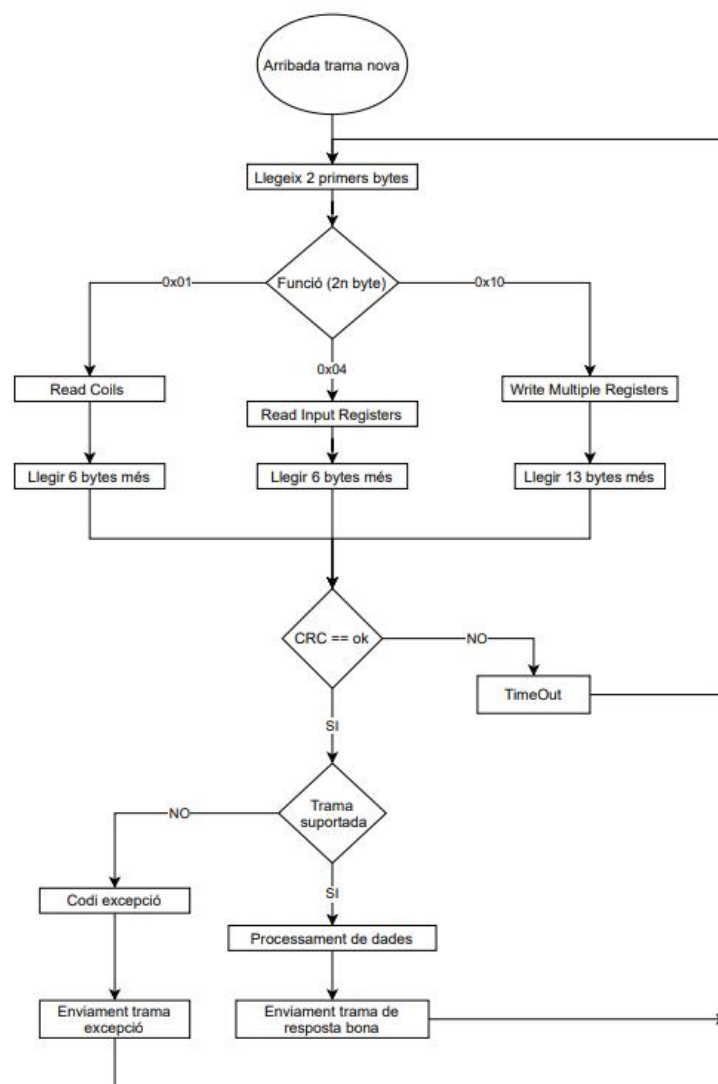 Arribada trama nova
Llegeix 2 primers bytes
Funció (2n byte)
0x01
0x10
0x04
Read Coils
Read Input Registers
Write Multiple Registers
Llegir 6 bytes més
Llegir 6 bytes més
Llegir 13 bytes més
CRC == ok
NO
TimeOut
SI
Trama
suportada
NO
SI
Codi excepció
Processament de dades
Enviament trama
excepció
Enviament trama de
resposta bona